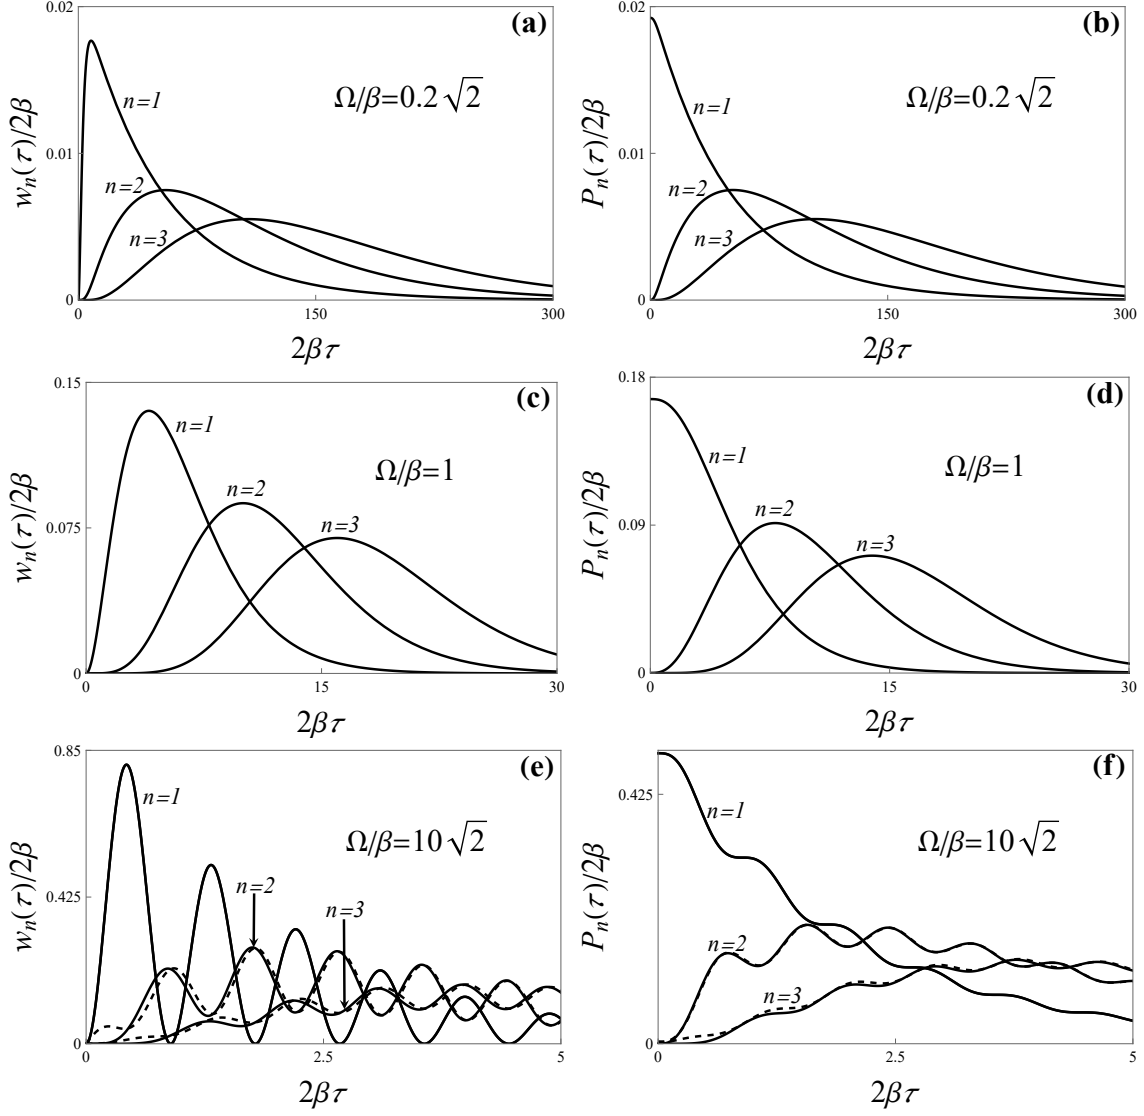 (a)
0.02
0.01
0
w_n(τ)/2β
n=1
n=2
n=3
Ω/β=0.2√2
0
150
300
2βτ
(b)
0.02
0.01
0
P_n(τ)/2β
n=1
n=2
n=3
Ω/β=0.2√2
0
150
300
2βτ
(c)
0.15
0.075
0
w_n(τ)/2β
n=1
n=2
n=3
Ω/β=1
0
15
30
2βτ
(d)
0.18
0.09
0
P_n(τ)/2β
n=1
n=2
n=3
Ω/β=1
0
15
30
2βτ
(e)
0.85
0.425
0
w_n(τ)/2β
n=1
n=2
n=3
Ω/β=10√2
0
2.5
5
2βτ
(f)
0.425
0
P_n(τ)/2β
n=1
n=2
n=3
Ω/β=10√2
0
2.5
5
2βτ